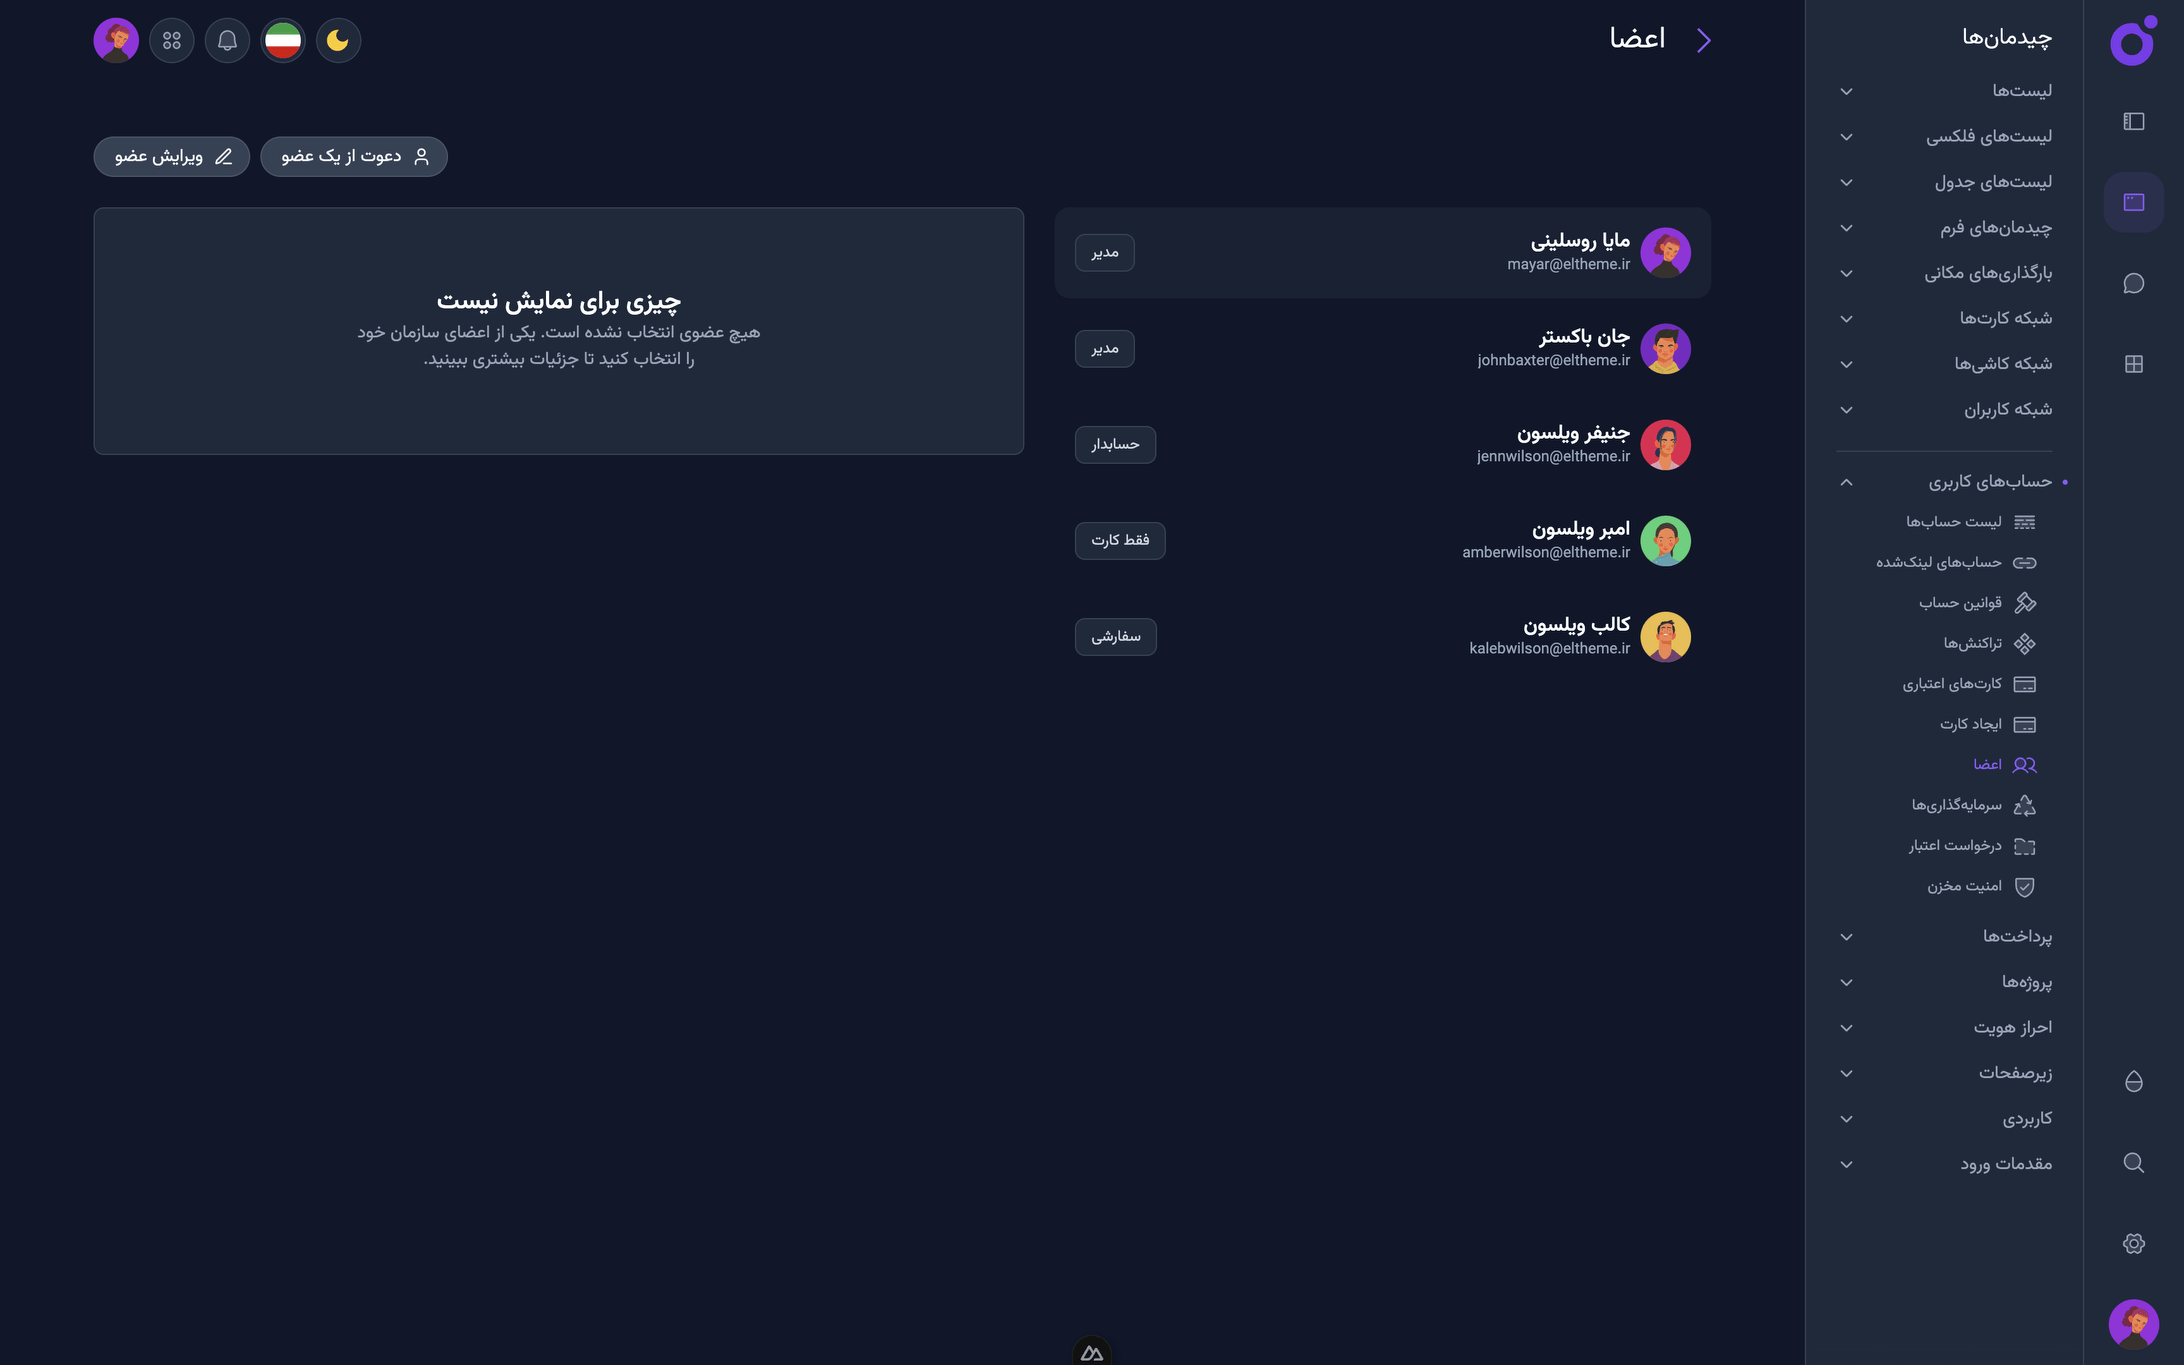 چیدمان‌ها
لیست‌ها
لیست‌های فلکسی
لیست‌های جدول
چیدمان‌های فرم
بارگذاری‌های مکانی
شبکه کارت‌ها
شبکه کاشی‌ها
شبکه کاربران
حساب‌های کاربری
لیست حساب‌ها
حساب‌های لینک‌شده
قوانین حساب
تراکنش‌ها
کارت‌های اعتباری
ایجاد کارت
اعضا
سرمایه‌گذاری‌ها
درخواست اعتبار
امنیت مخزن
پرداخت‌ها
پروژه‌ها
احراز هویت
زیرصفحات
کاربردی
مقدمات ورود
اعضا
دعوت از یک عضو
ویرایش عضو
مایا روسلینی
mayar@eltheme.ir
مدیر
جان باکستر
johnbaxter@eltheme.ir
مدیر
جنیفر ویلسون
jennwilson@eltheme.ir
حسابدار
امبر ویلسون
amberwilson@eltheme.ir
فقط کارت
کالب ویلسون
kalebwilson@eltheme.ir
سفارشی
چیزی برای نمایش نیست
هیچ عضوی انتخاب نشده است. یکی از اعضای سازمان خود
را انتخاب کنید تا جزئیات بیشتری ببینید.